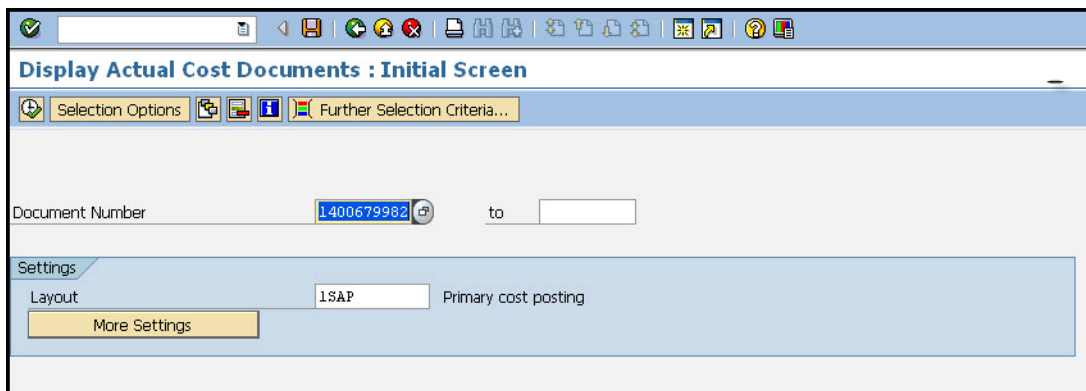 Display Actual Cost Documents : Initial Screen
Selection Options Further Selection Criteria...
Document Number 1400679982 to
Settings
Layout 1SAP Primary cost posting
More Settings